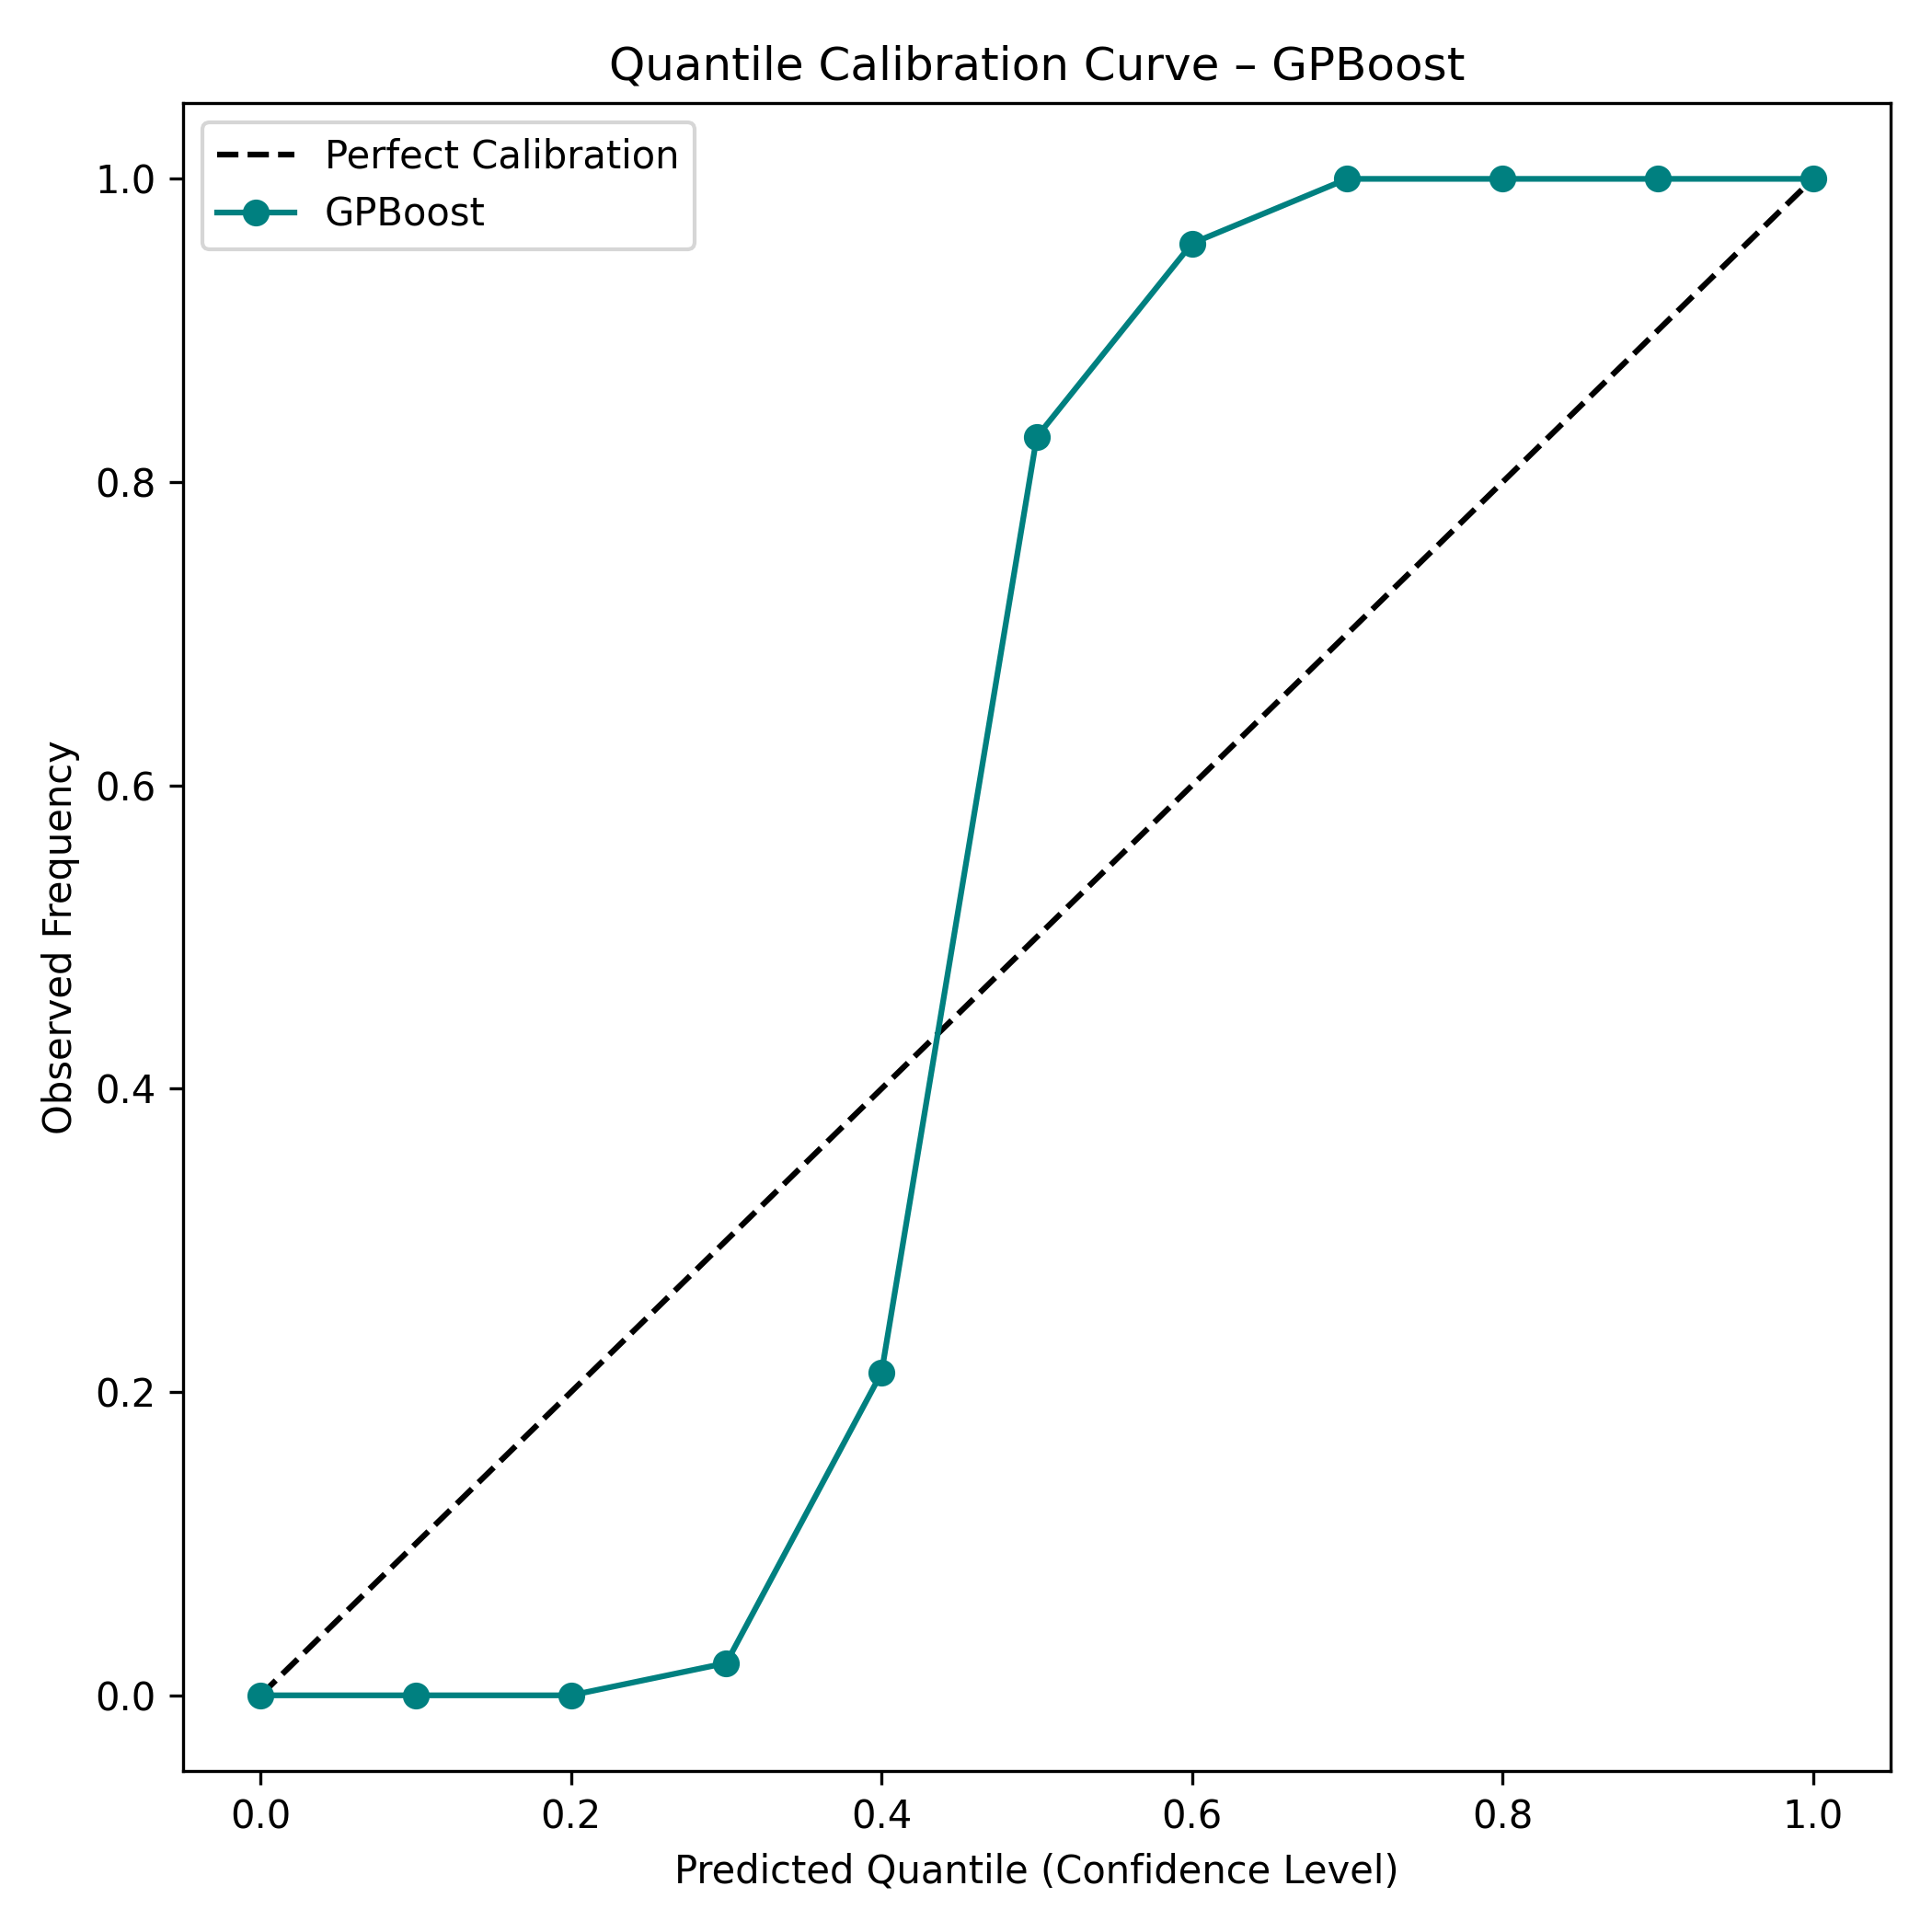 Quantile Calibration Curve – GPBoost
Perfect Calibration
GPBoost
1.0
0.8
0.6
0.4
0.2
0.0
Observed Frequency
0.0 0.2 0.4 0.6 0.8 1.0
Predicted Quantile (Confidence Level)